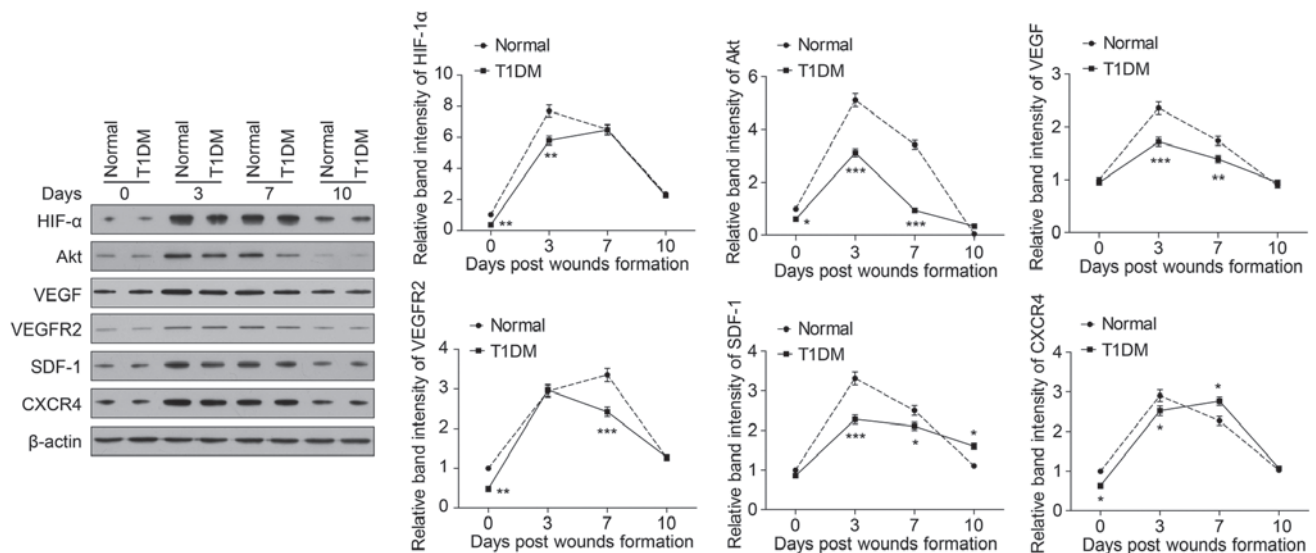 Normal
T1DM
Normal
T1DM
Normal
T1DM
Normal
T1DM
Days 0 3 7 10
HIF-α
Akt
VEGF
VEGFR2
SDF-1
CXCR4
β-actin
Relative band intensity of HIF-1α
Normal
T1DM
10
8
6
4
2
0
**
**
0 3 7 10
Days post wounds formation
Relative band intensity of Akt
Normal
T1DM
6
4
2
0
*
***
***
0 3 7 10
Days post wounds formation
Relative band intensity of VEGF
Normal
T1DM
3
2
1
0
***
**
0 3 7 10
Days post wounds formation
Relative band intensity of VEGFR2
Normal
T1DM
4
3
2
1
0
**
***
0 3 7 10
Days post wounds formation
Relative band intensity of SDF-1
Normal
T1DM
4
3
2
1
0
***
*
*
0 3 7 10
Days post wounds formation
Relative band intensity of CXCR4
Normal
T1DM
4
3
2
1
0
*
*
*
0 3 7 10
Days post wounds formation